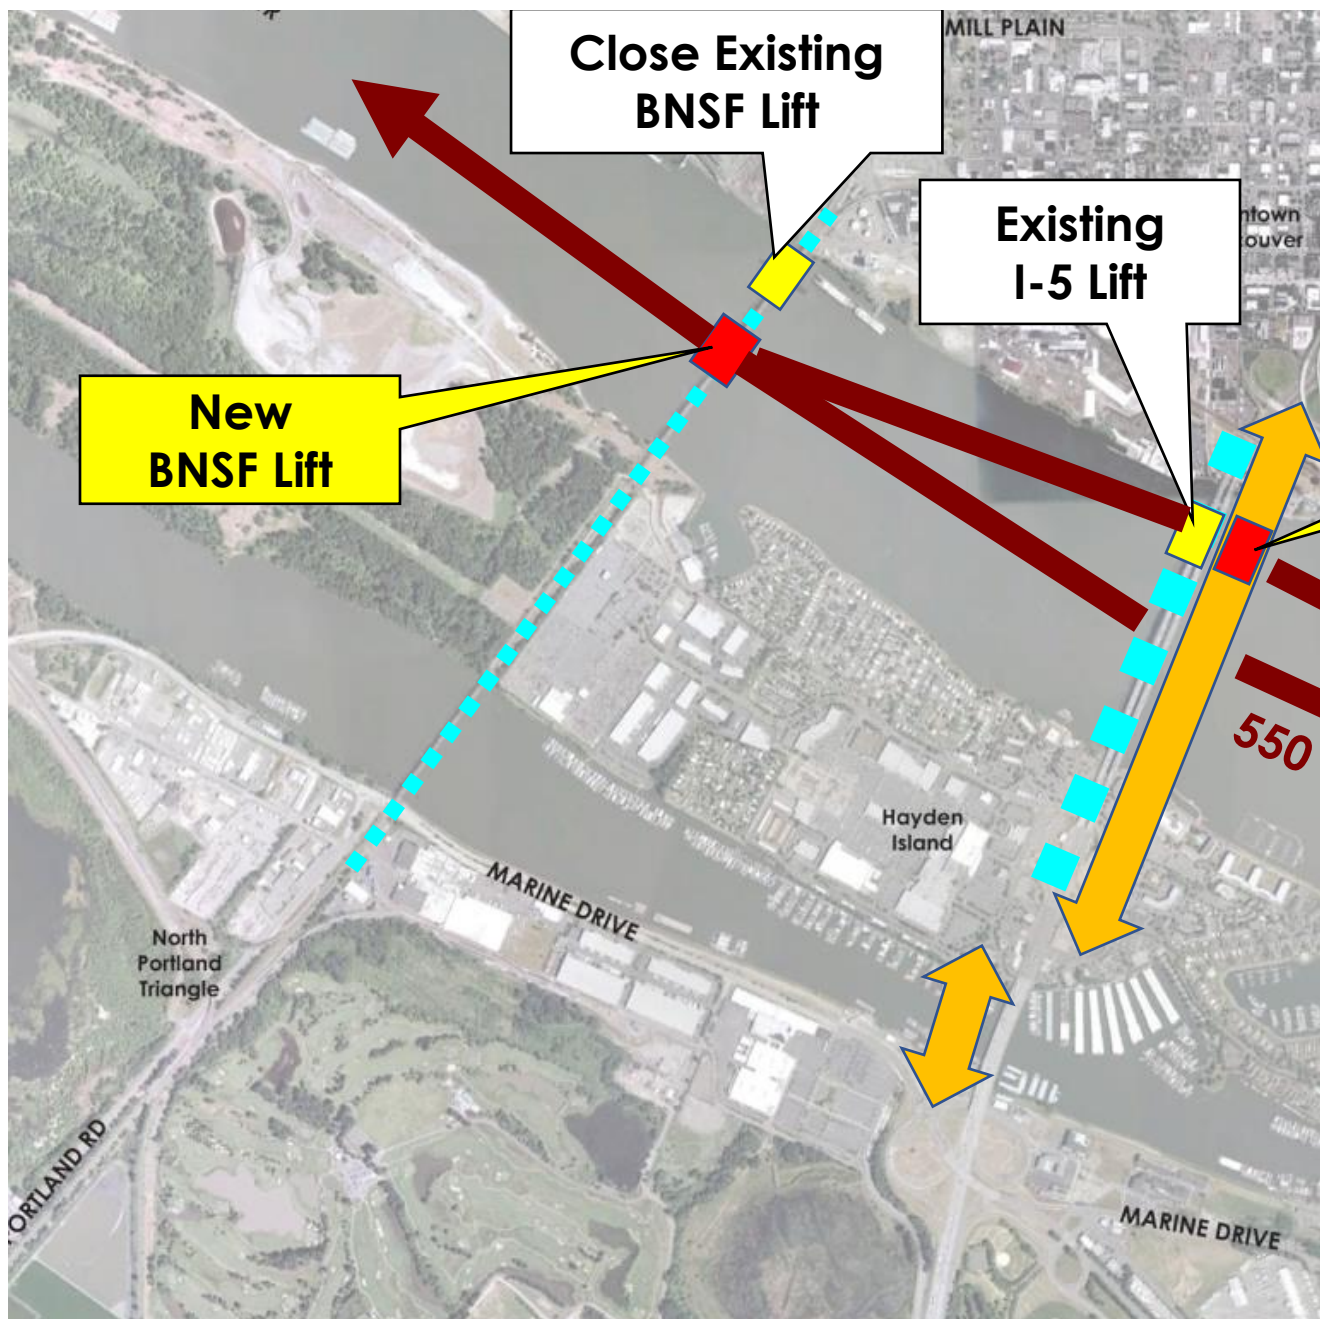 Close Existing
BNSF Lift
MILL PLAIN
Existing
I-5 Lift
New
BNSF Lift
550
Hayden
Island
MARINE DRIVE
North
Portland
Triangle
MARINE DRIVE